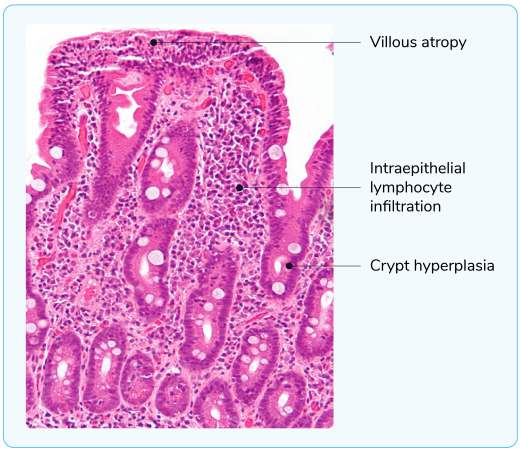 Villous atropy
Intraepithelial
lymphocyte
infiltration
Crypt hyperplasia